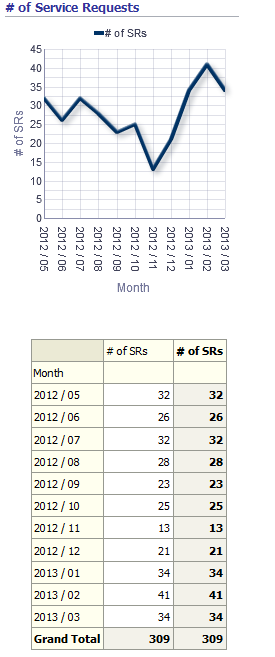 # of Service Requests
# of SRs
45
40
35
30
25
20
15
10
5
0
# of SRs
2012 / 05
2012 / 06
2012 / 07
2012 / 08
2012 / 09
2012 / 10
2012 / 11
2012 / 12
2013 / 01
2013 / 02
2013 / 03
Month
# of SRs # of SRs
Month
2012 / 05 32 32
2012 / 06 26 26
2012 / 07 32 32
2012 / 08 28 28
2012 / 09 23 23
2012 / 10 25 25
2012 / 11 13 13
2012 / 12 21 21
2013 / 01 34 34
2013 / 02 41 41
2013 / 03 34 34
Grand Total 309 309